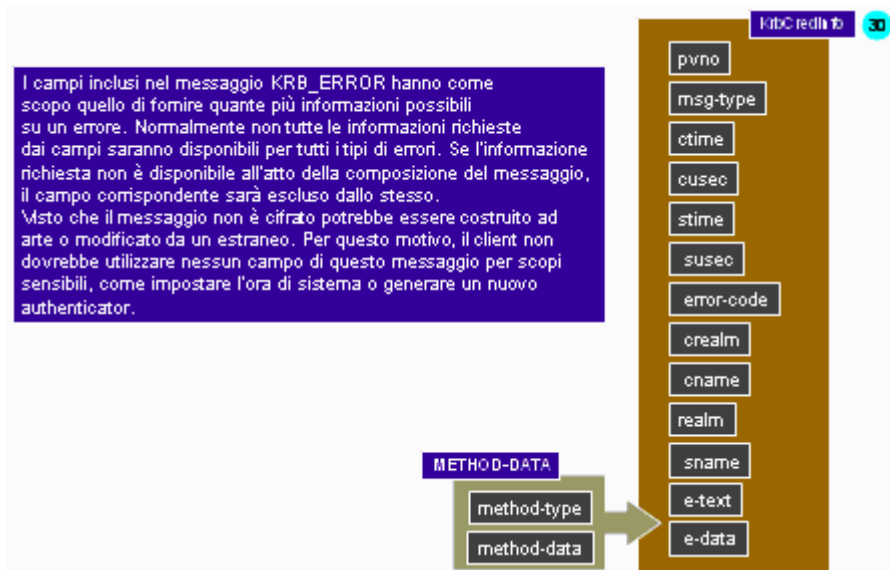 KrbCredInfo 30
I campi inclusi nel messaggio KRB_ERROR hanno come
scopo quello di fornire quante più informazioni possibili
su un errore. Normalmente non tutte le informazioni richieste
dai campi saranno disponibili per tutti i tipi di errori. Se l'informazione
richiesta non è disponibile all'atto della composizione del messaggio,
il campo corrispondente sarà escluso dallo stesso.
Visto che il messaggio non è cifrato potrebbe essere costruito ad
arte o modificato da un estraneo. Per questo motivo, il client non
dovrebbe utilizzare nessun campo di questo messaggio per scopi
sensibili, come impostare l'ora di sistema o generare un nuovo
authenticator.
pvno
msg-type
ctime
cusec
stime
susec
error-code
crealm
cname
realm
sname
e-text
e-data
METHOD-DATA
method-type
method-data